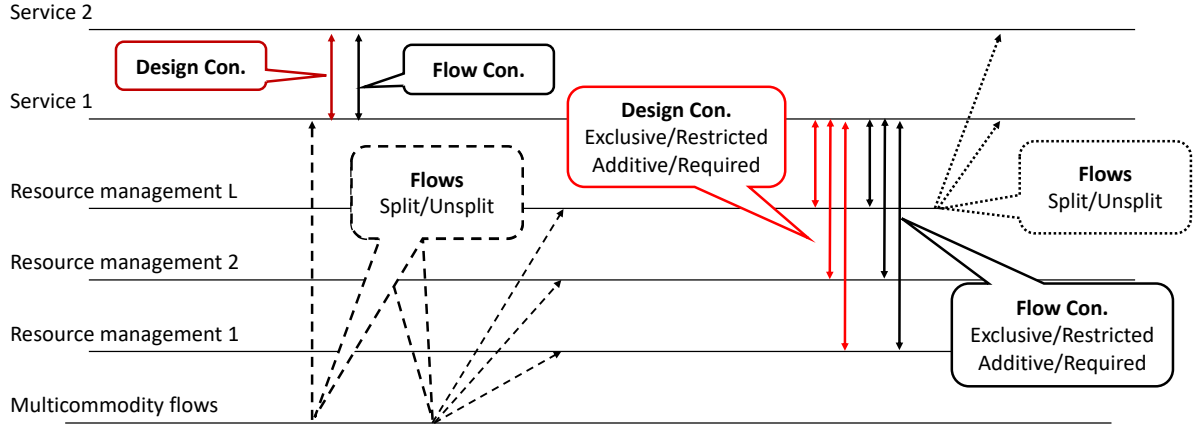 Service 2
Design Con.
Flow Con.
Service 1
Design Con.
Exclusive/Restricted
Additive/Required
Flows
Split/Unsplit
Flows
Split/Unsplit
Resource management L
Resource management 2
Flow Con.
Exclusive/Restricted
Additive/Required
Resource management 1
Multicommodity flows